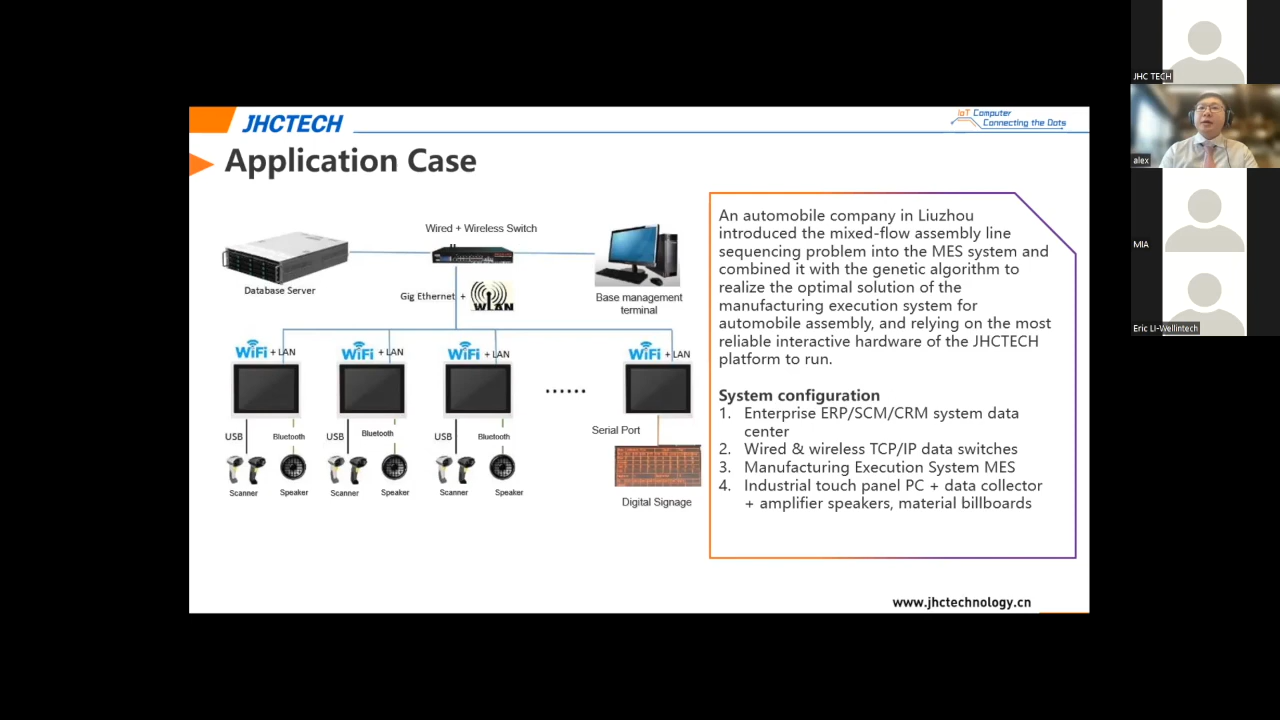 JHCTECH
IoT Computer
Connecting the Dots
Application Case
Wired + Wireless Switch
Database Server
Gig Ethernet +
WLAN
Base management
terminal
WiFi + LAN
WiFi + LAN
WiFi + LAN
WiFi + LAN
......
USB
Bluetooth
USB
Bluetooth
USB
Bluetooth
Serial Port
Scanner
Speaker
Scanner
Speaker
Scanner
Speaker
Digital Signage
An automobile company in Liuzhou
introduced the mixed-flow assembly line
sequencing problem into the MES system and
combined it with the genetic algorithm to
realize the optimal solution of the
manufacturing execution system for
automobile assembly, and relying on the most
reliable interactive hardware of the JHCTECH
platform to run.
System configuration
1. Enterprise ERP/SCM/CRM system data
center
2. Wired & wireless TCP/IP data switches
3. Manufacturing Execution System MES
4. Industrial touch panel PC + data collector
+ amplifier speakers, material billboards
www.jhctechnology.cn
JHC TECH
alex
MIA
Eric LI-Wellintech